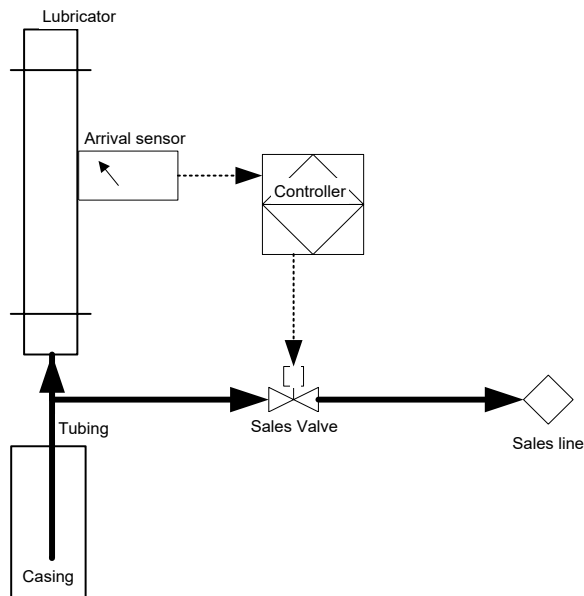 Lubricator
Arrival sensor
Controller
Tubing
Sales Valve
Sales line
Casing